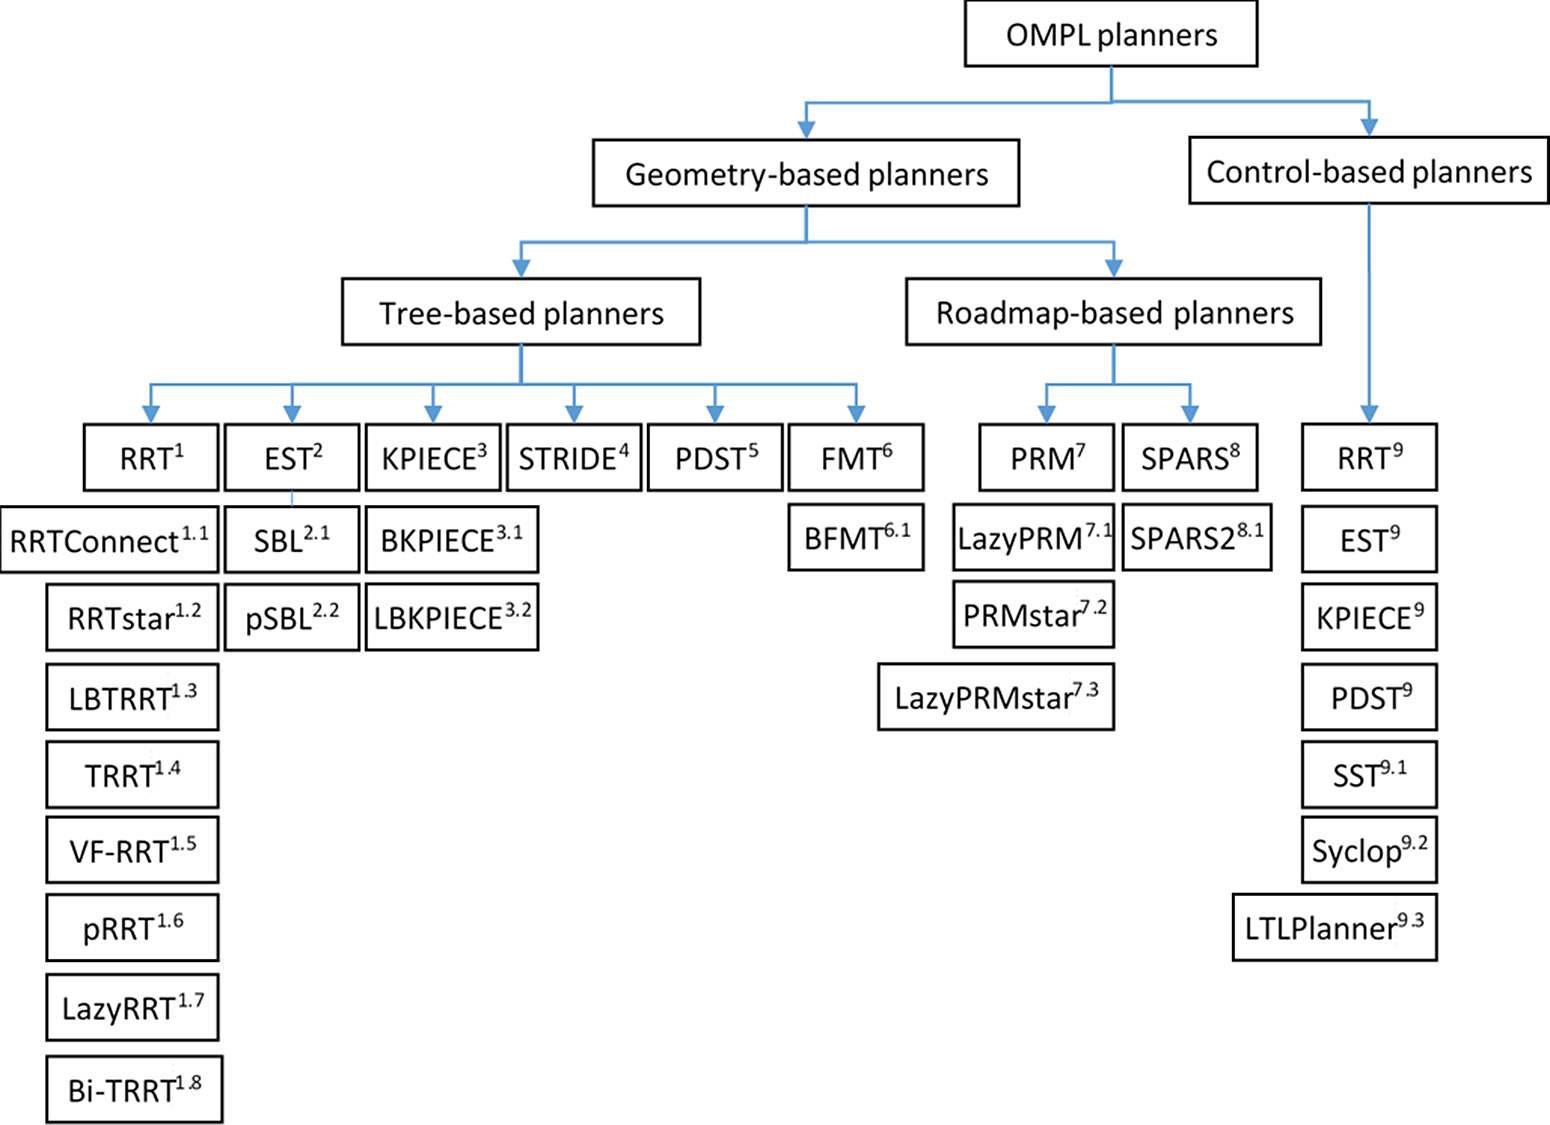 OMPL planners
Geometry-based planners
Control-based planners
Tree-based planners
Roadmap-based planners
RRT1
EST2
KPIECE3
STRIDE4
PDST5
FMT6
PRM7
SPARS8
RRT9
RRTConnect1.1
SBL2.1
BKPIECE3.1
BFMT6.1
LazyPRM7.1
SPARS28.1
EST9
RRTstar1.2
pSBL2.2
LBKPIECE3.2
PRMstar7.2
KPIECE9
LBTRRT1.3
LazyPRMstar7.3
PDST9
TRRT1.4
SST9.1
VF-RRT1.5
Syclop9.2
pRRT1.6
LTLPlanner9.3
LazyRRT1.7
Bi-TRRT1.8